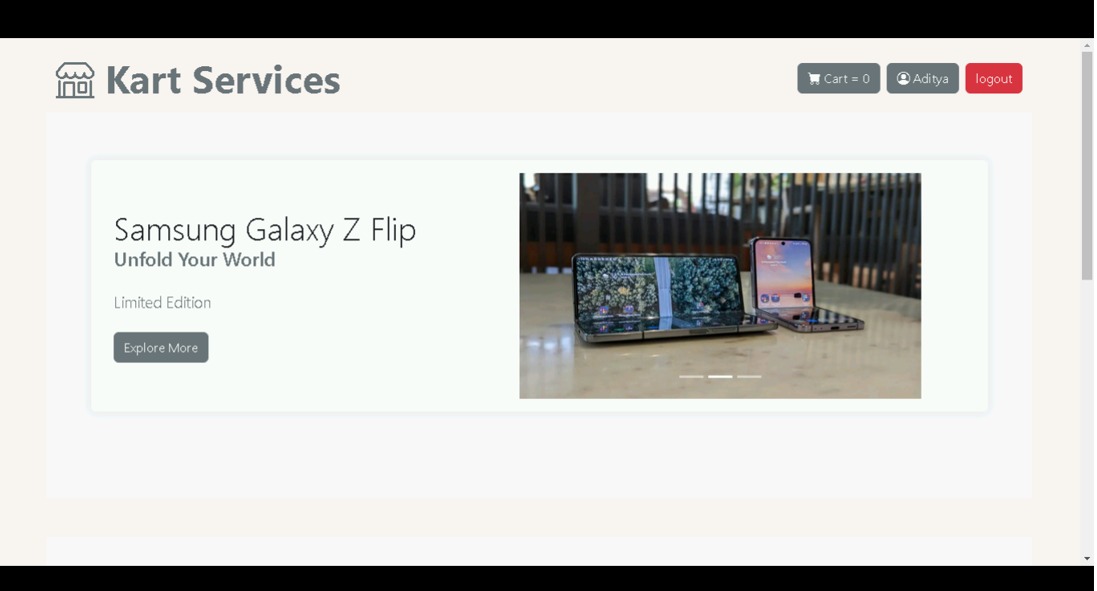 Kart Services
Cart = 0
Aditya
logout
Samsung Galaxy Z Flip
Unfold Your World
Limited Edition
Explore More